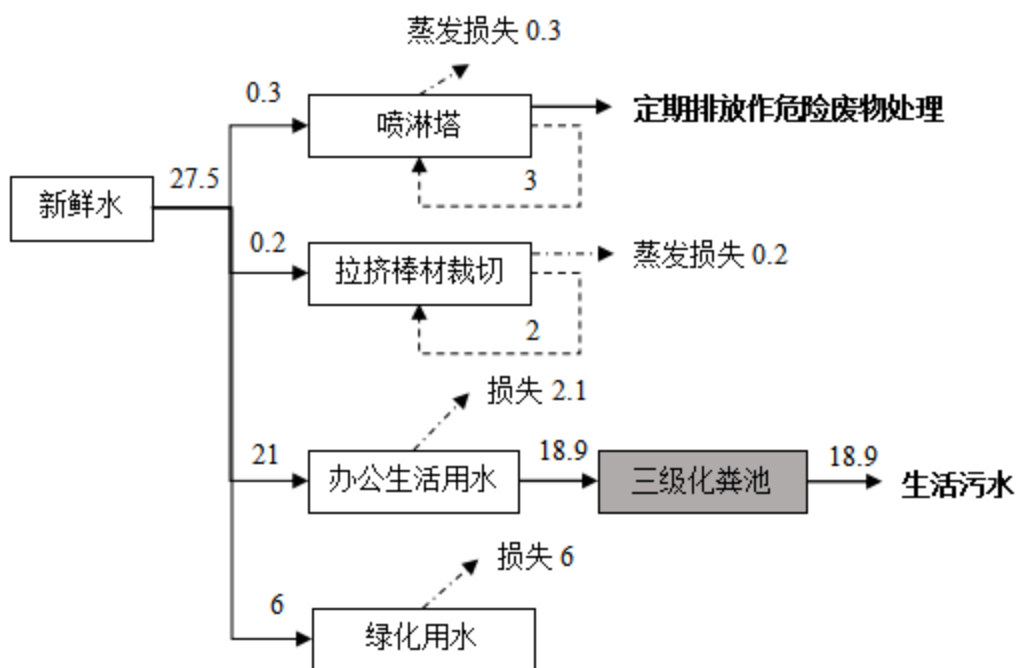 蒸发损失 0.3
0.3
喷淋塔
定期排放作危险废物处理
3
27.5
新鲜水
0.2
拉挤棒材裁切
蒸发损失 0.2
2
损失 2.1
21
办公生活用水
18.9
三级化粪池
18.9
生活污水
损失 6
6
绿化用水